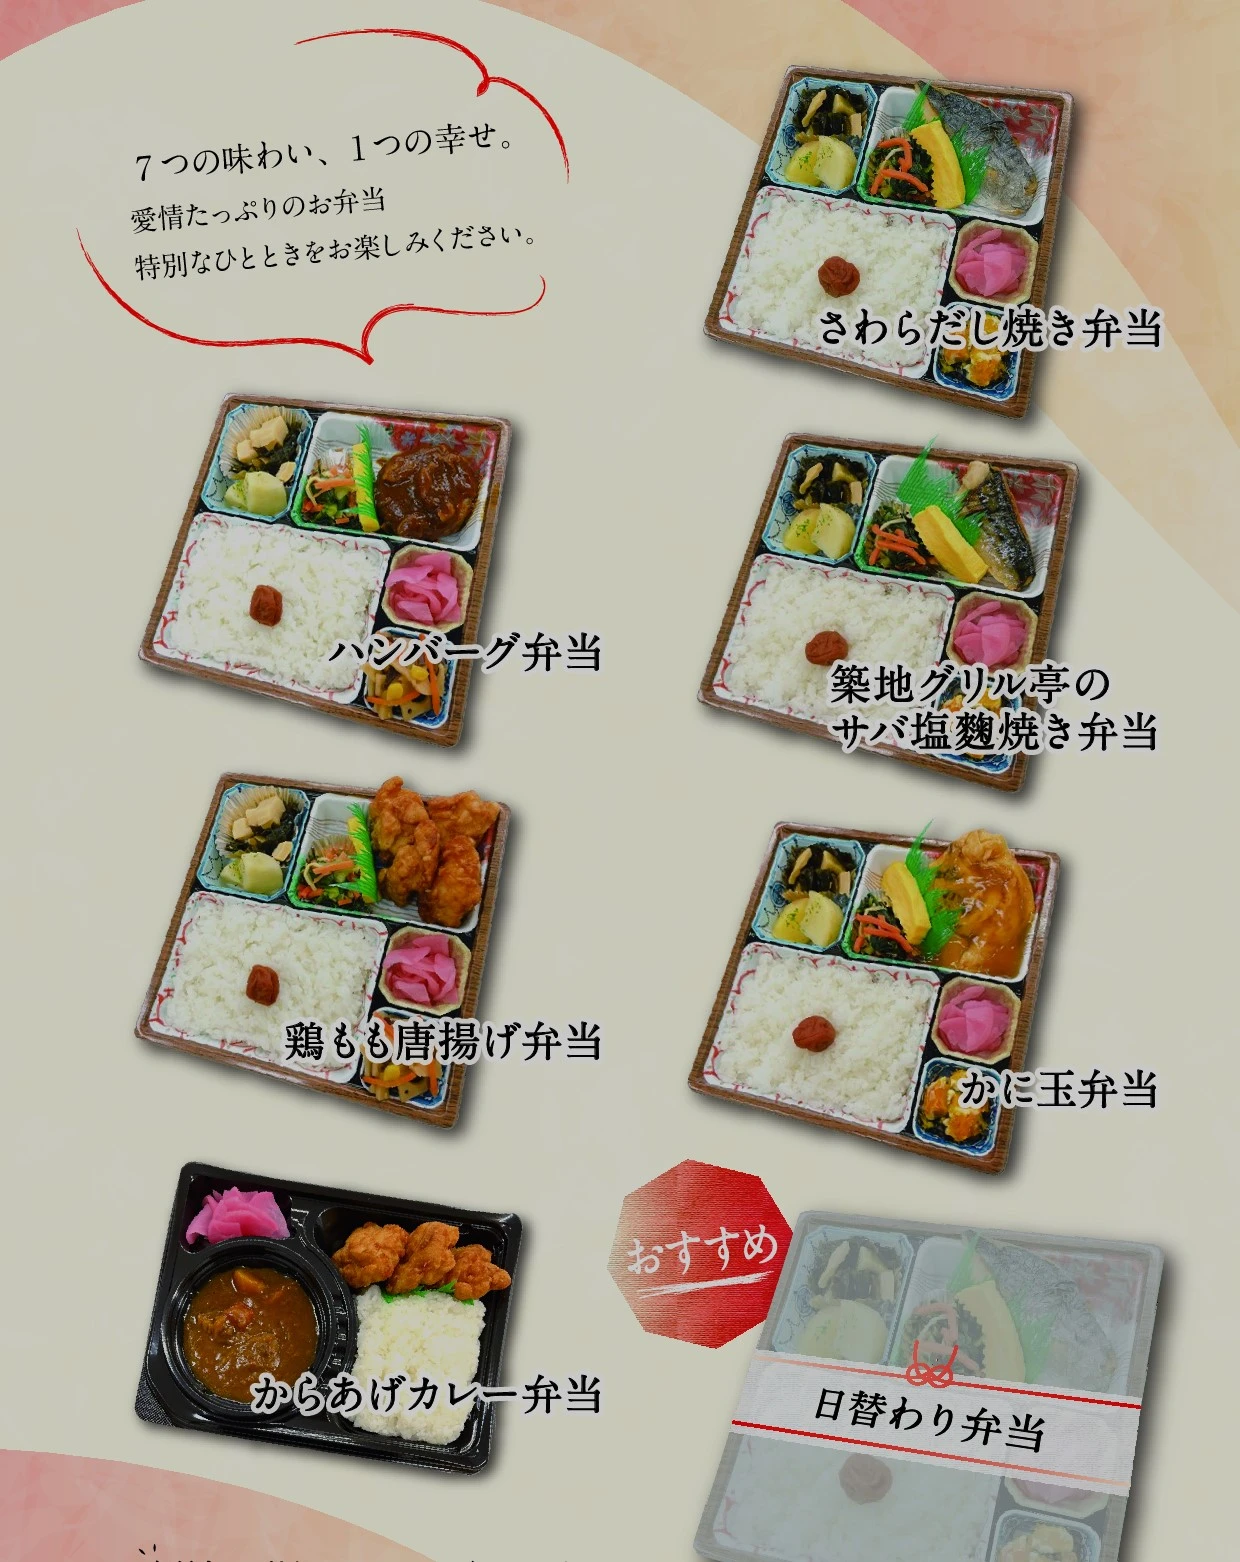 7つの味わい、1つの幸せ。
愛情たっぷりのお弁当
特別なひとときをお楽しみください。
さわらだし焼き弁当
ハンバーグ弁当
築地グリル亭の
サバ塩麹焼き弁当
鶏もも唐揚げ弁当
かに玉弁当
からあげカレー弁当
おすすめ
日替わり弁当